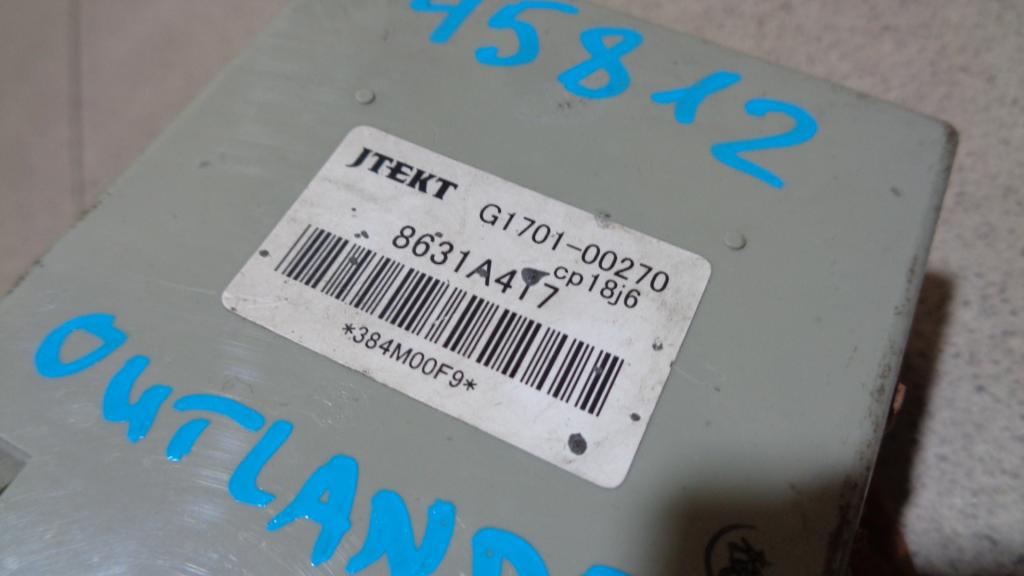 45812
JTEKT
G1701-00270
8631A417 cp18j6
*384M00F9*
OUTLAND